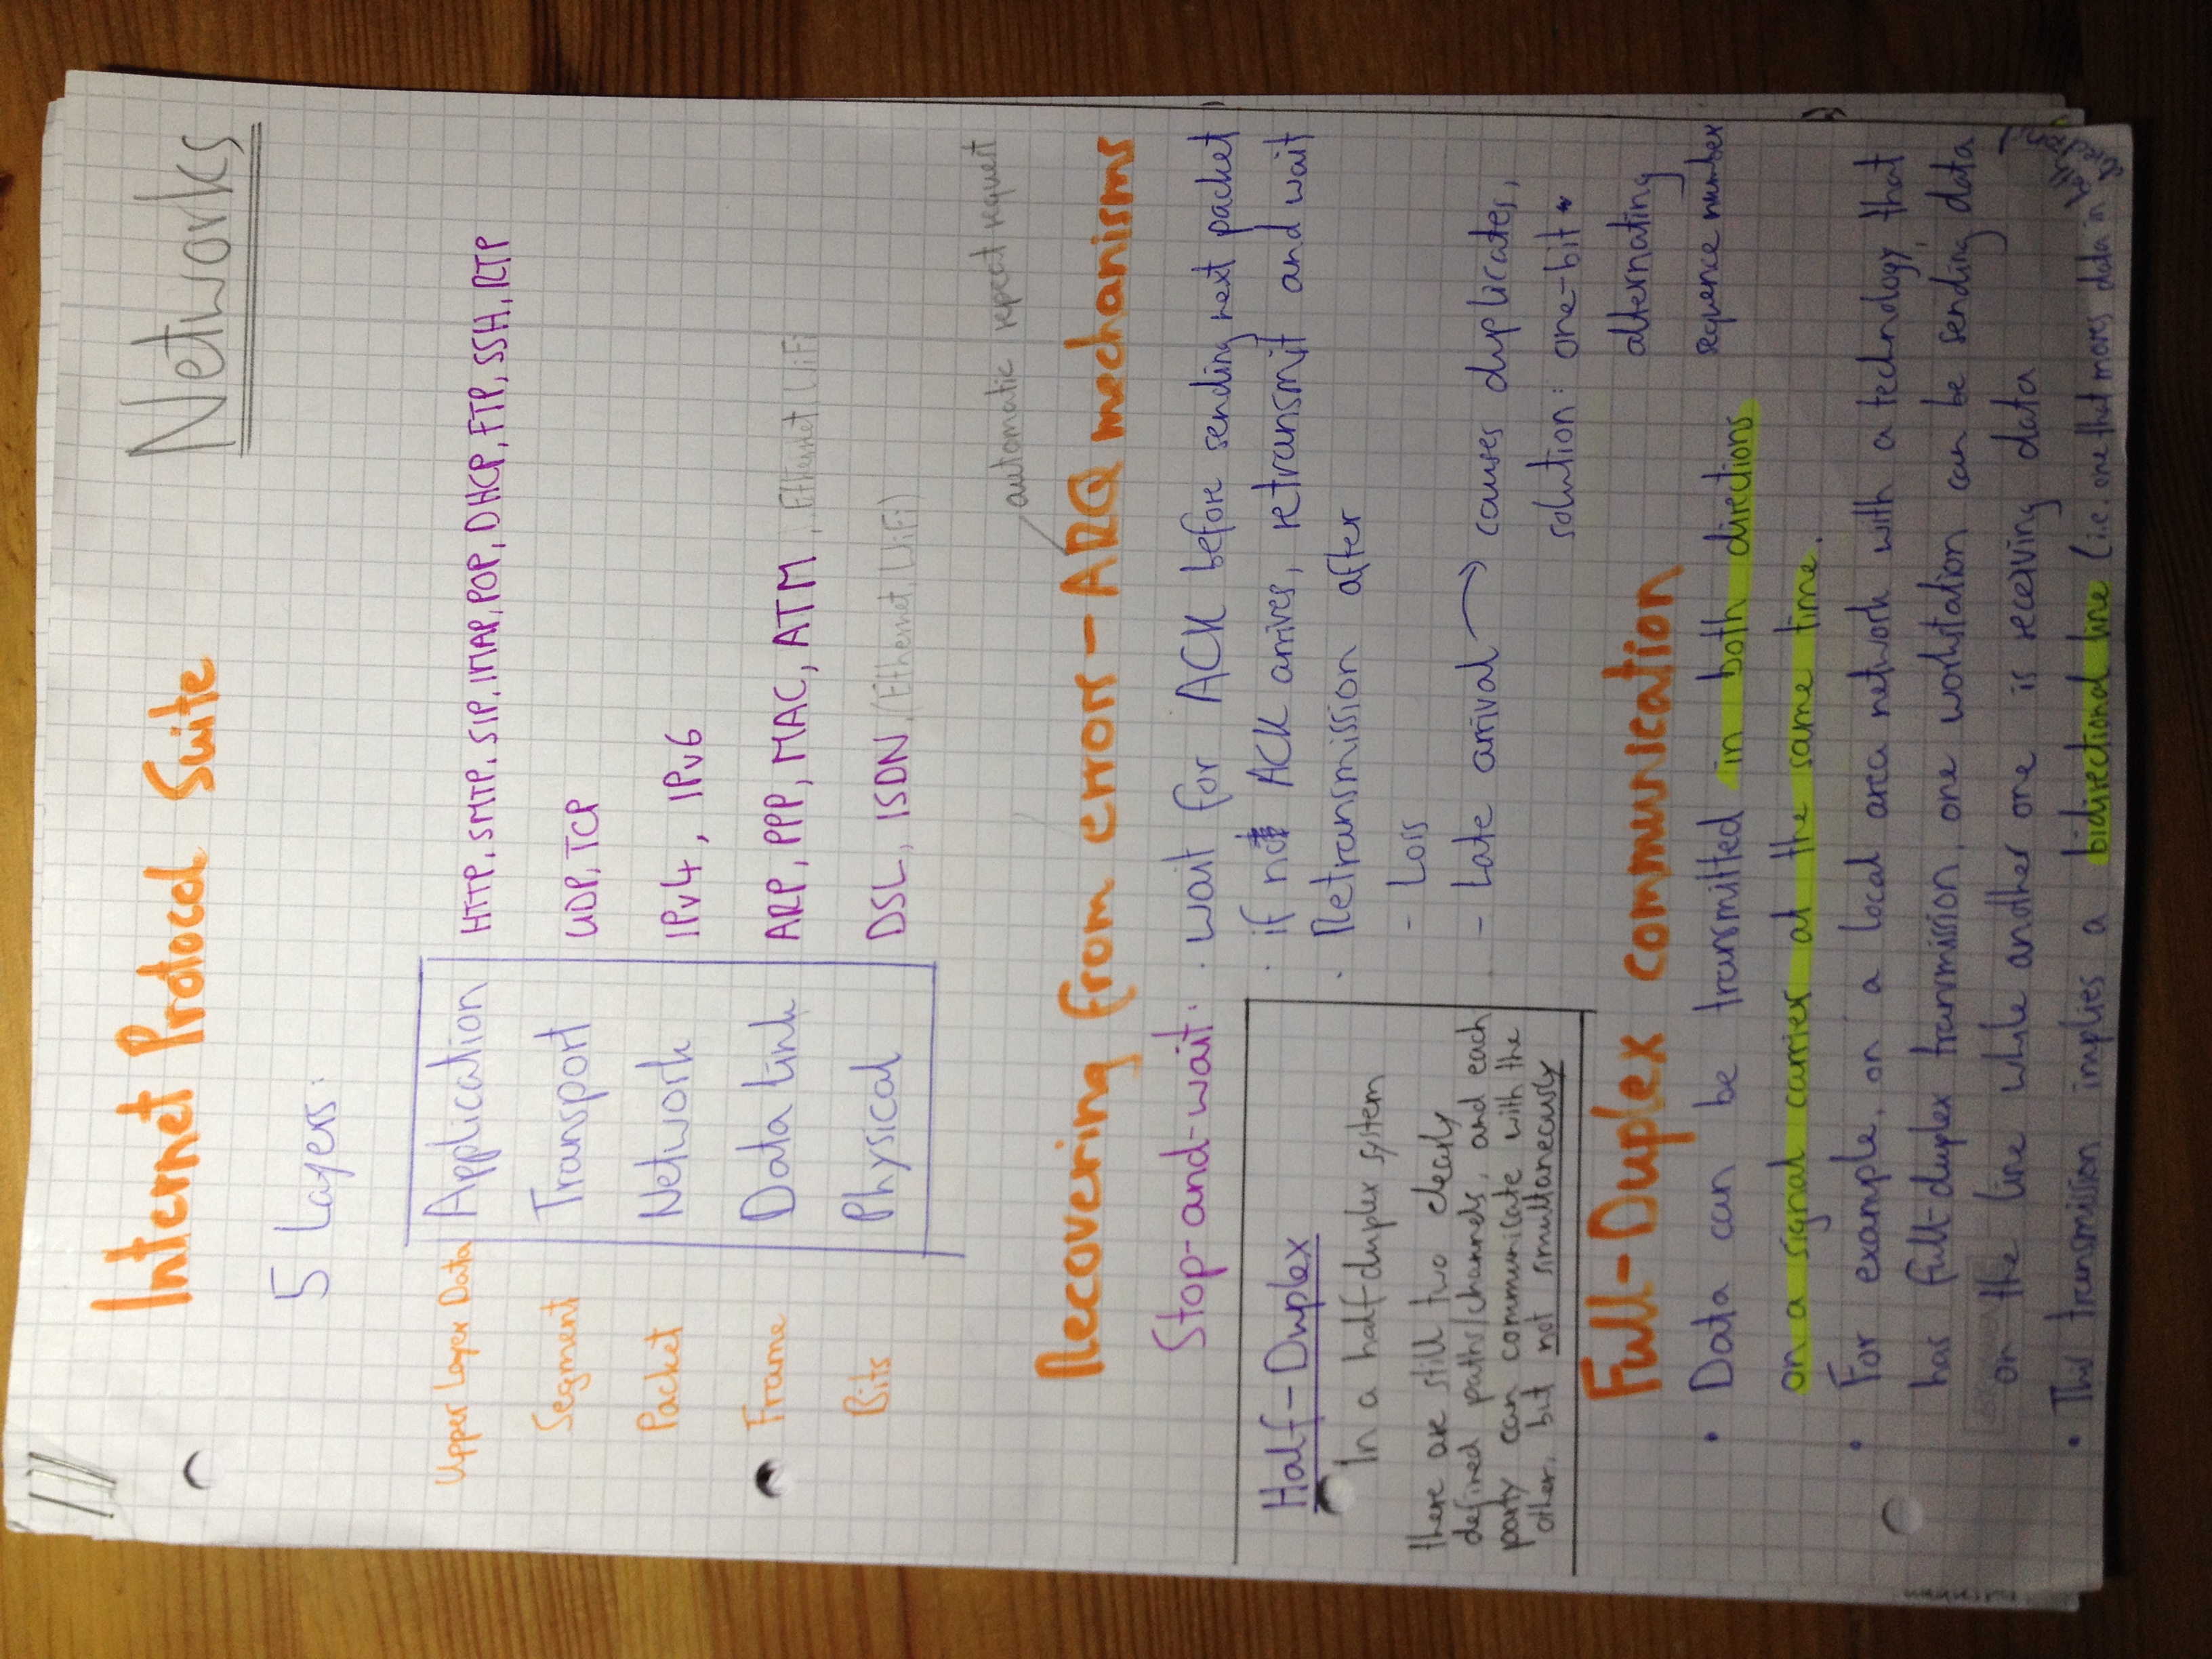 Networks
Internet Protocol Suite
5 Layers:
Upper Layer Data Application HTTP, SMTP, SIP, IMAP, POP, DHCP, FTP, SSH, RTP
Segment Transport UDP, TCP
Packet Network IPv4, IPv6
Frame Data link ARP, PPP, MAC, ATM, Ethernet WiFi
Bits Physical DSL, ISDN, (Ethernet, WiFi)
automatic repeat request
Recovering from errors - ARQ mechanisms
Stop-and-wait: · wait for ACK before sending next packet
· if not ACK arrives, retransmit and wait
· Retransmission after
- Loss
- Late arrival → causes duplicates,
solution: one-bit
alternating
sequence number
Half-Duplex
In a half-duplex system
there are still two clearly
defined paths/channels, and each
party can communicate with the
other, but not simultaneously
Full-Duplex communication
• Data can be transmitted in both directions
on a signal carrier at the same time.
• For example, on a local area network with a technology that
has full-duplex transmission, one workstation can be sending data
on the line while another one is receiving data
• This transmission implies a bidirectional line (i.e. one that moves data in
both
directions)